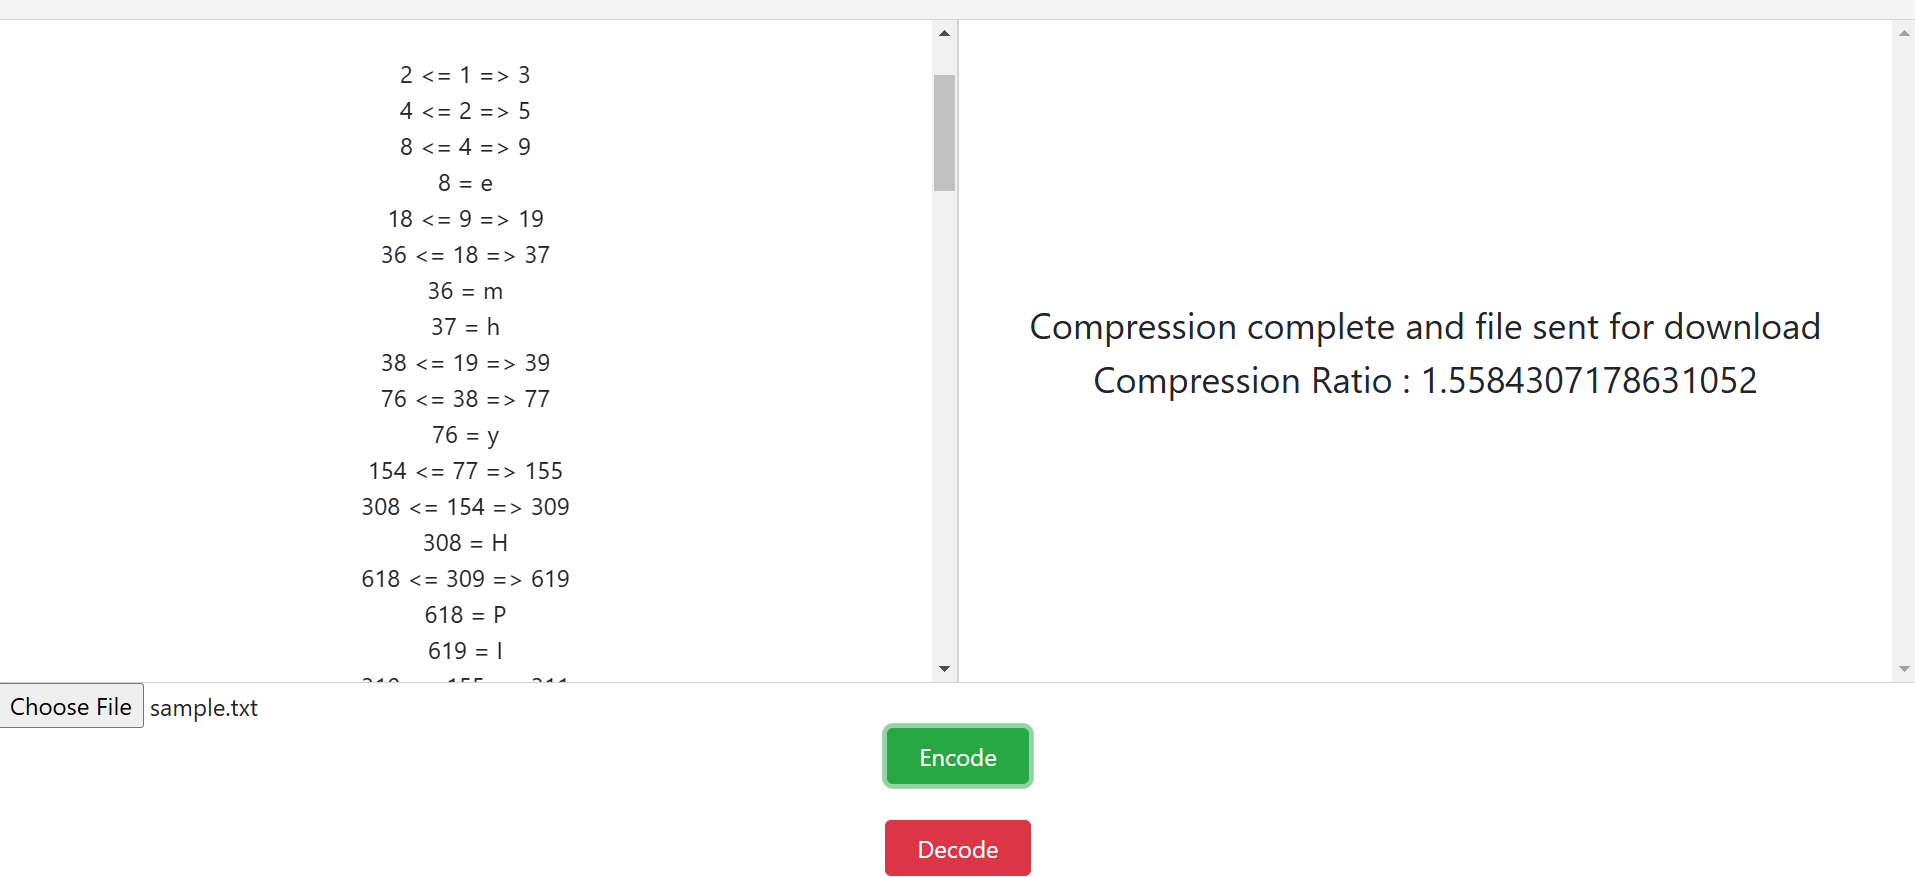 2 <= 1 => 3
4 <= 2 => 5
8 <= 4 => 9
8 = e
18 <= 9 => 19
36 <= 18 => 37
36 = m
37 = h
38 <= 19 => 39
76 <= 38 => 77
76 = y
154 <= 77 => 155
308 <= 154 => 309
308 = H
618 <= 309 => 619
618 = P
619 = I
Compression complete and file sent for download
Compression Ratio : 1.5584307178631052
Choose File sample.txt
Encode
Decode